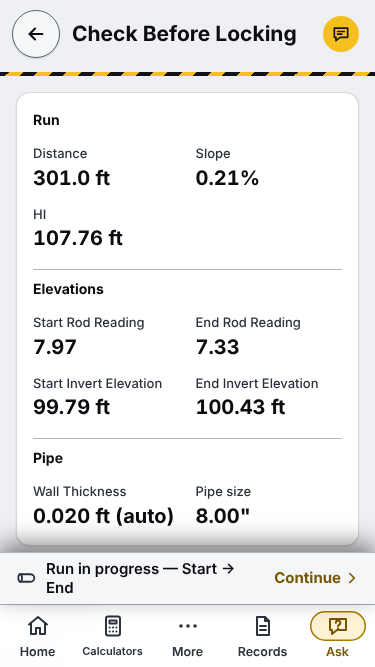 Check Before Locking
Run
Distance
Slope
301.0 ft
0.21%
HI
107.76 ft
Elevations
Start Rod Reading
End Rod Reading
7.97
7.33
Start Invert Elevation
End Invert Elevation
99.79 ft
100.43 ft
Pipe
Wall Thickness
Pipe size
0.020 ft (auto)
8.00"
Run in progress — Start →
End
Continue
Home
Calculators
More
Records
Ask